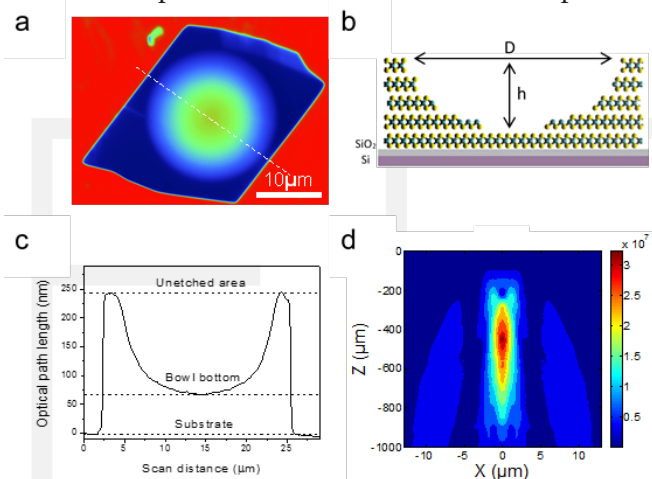 a
10μm
b
D
h
SiO₂
Si
c
Optical path length (nm)
250
200
150
100
50
0
Unetched area
Bowl bottom
Substrate
0 5 10 15 20 25
Scan distance (μm)
d
x 10⁷
Z (μm)
0
-200
-400
-600
-800
-1000
-10 -5 0 5 10
X (μm)
3
2.5
2
1.5
1
0.5